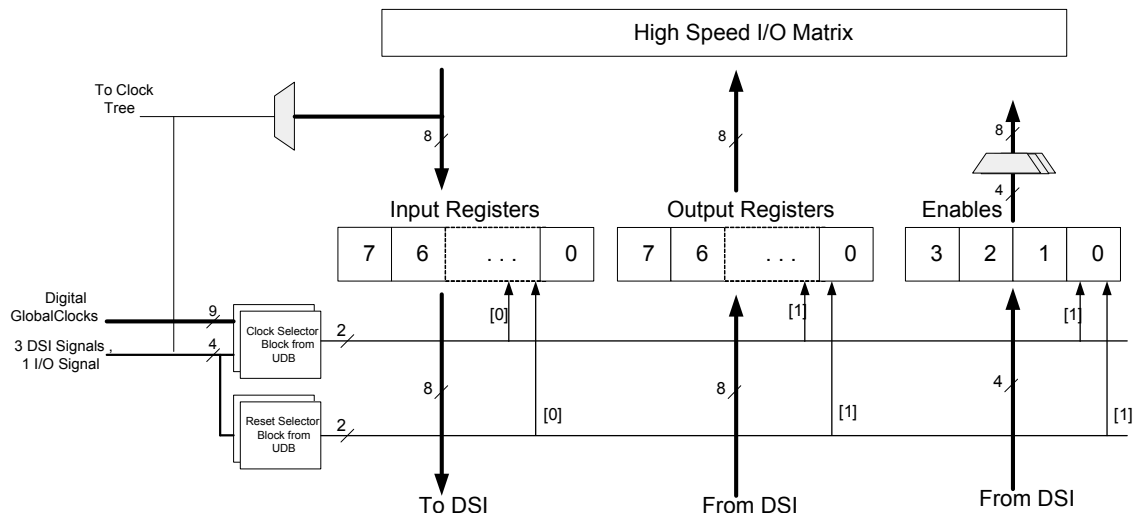 High Speed I/O Matrix
To Clock
Tree
8
8
8
4
Input Registers
Output Registers
Enables
7 6 . . . 0
7 6 . . . 0
3 2 1 0
Digital
GlobalClocks
9
3 DSI Signals ,
1 I/O Signal
4
Clock Selector
Block from
UDB
2
[0]
[1]
[1]
8
8
4
Reset Selector
Block from
UDB
2
[0]
[1]
[1]
To DSI
From DSI
From DSI